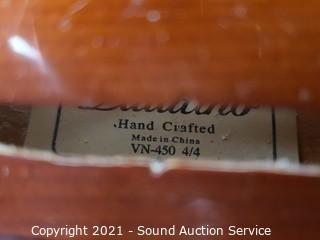 Hand Crafted
Made in China
VN-450 4/4
Copyright 2021 - Sound Auction Service